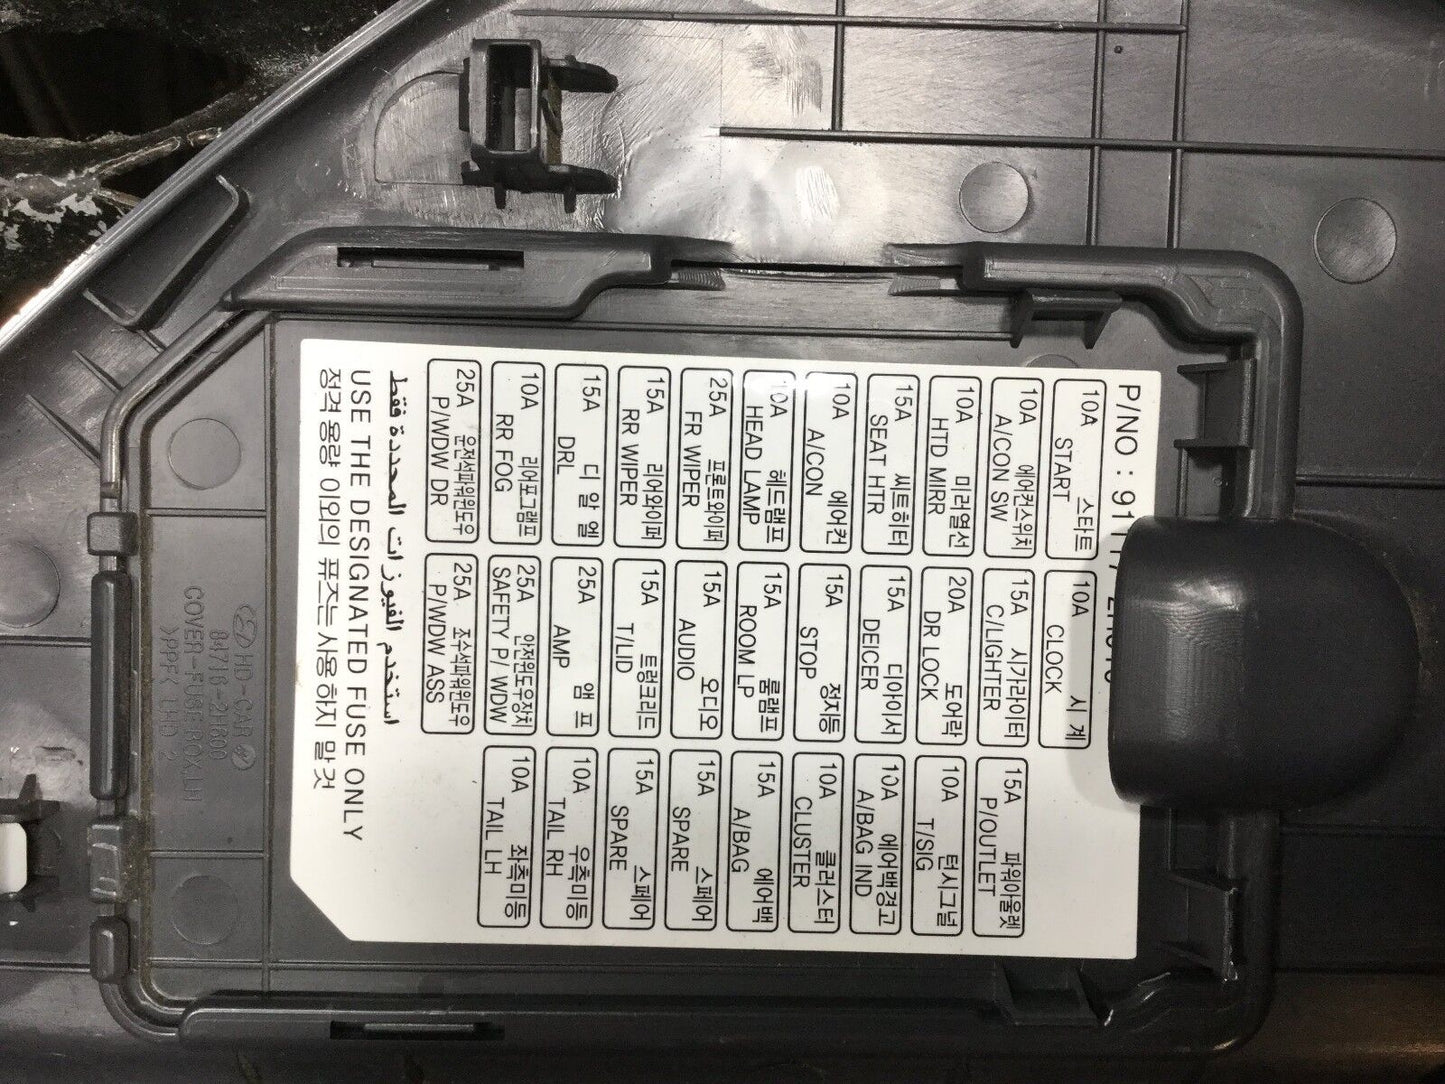 P/NO :
10A 스타트
START
10A 시 계
CLOCK
10A 에어컨스위치
A/CON SW
15A 시가라이터
C/LIGHTER
15A 파워아울렛
P/OUTLET
10A 미러열선
HTD MIRR
20A 도어락
DR LOCK
10A 턴시그널
T/SIG
15A 씨트히터
SEAT HTR
15A 디아이서
DEICER
10A 에어백경고
A/BAG IND
10A 에어컨
A/CON
15A 정지등
STOP
10A 클러스터
CLUSTER
10A 헤드램프
HEAD LAMP
15A 룸램프
ROOM LP
15A 에어백
A/BAG
25A 프론트와이퍼
FR WIPER
15A 오디오
AUDIO
15A 스페어
SPARE
15A 리어와이퍼
RR WIPER
15A 트렁크리드
T/LID
15A 스페어
SPARE
15A 디 알 엘
DRL
25A 앰 프
AMP
10A 우측미등
TAIL RH
10A 리어포그램프
RR FOG
25A 안전윈도우장치
SAFETY P/ WDW
10A 좌측미등
TAIL LH
25A 운전석파워윈도우
P/WDW DR
25A 조수석파워윈도우
P/WDW ASS
استخدم الفيوزات المحددة فقط
USE THE DESIGNATED FUSE ONLY
정격 용량 이외의 퓨즈는 사용 하지 말 것
HD-CAR
84716-2H600
COVER-FUSE BOX,LH
LHD